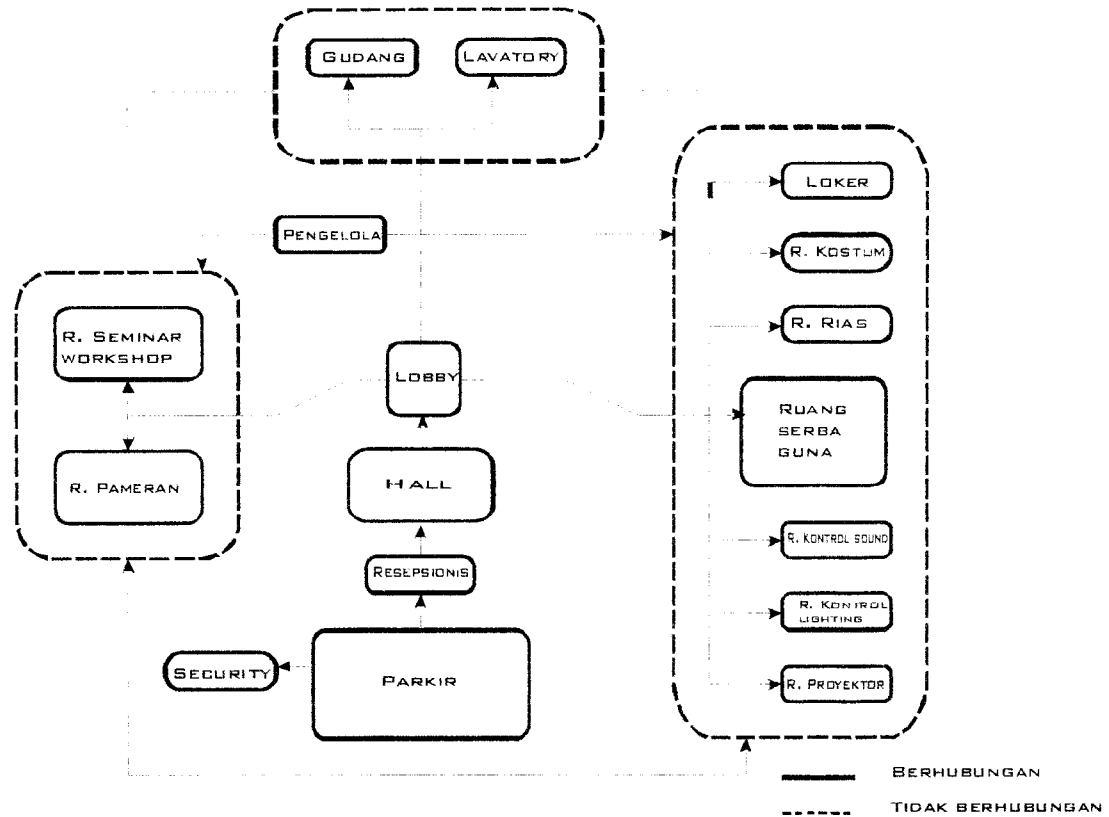 GUDANG
LAVATORY
LOKER
PENGELOLA
R. KOSTUM
R. SEMINAR
WORKSHOP
R. RIAS
LOBBY
RUANG
SERBA
GUNA
R. PAMERAN
HALL
R. KONTROL SOUND
RESEPSIONIS
R. KONTROL
LIGHTING
SECURITY
PARKIR
R. PROYEKTOR
BERHUBUNGAN
TIDAK BERHUBUNGAN